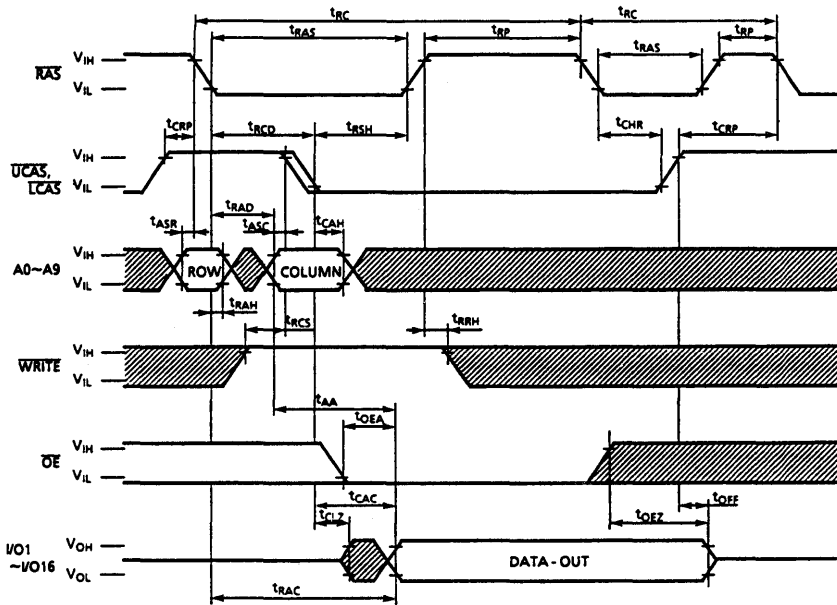 tRC tRC
tRAS tRP tRAS tRP
RAS VIH
VIL
tCRP tRCD tRSH tCHR tCRP
UCAS, VIH
LCAS VIL
tRAD
tASR tASC tCAH
A0~A9 VIH
ROW COLUMN
VIL
tRAH
tRCS tRRH
WRITE VIH
VIL
tAA
tOEA
OE VIH
VIL
tCAC tOFF
tCLZ tOEZ
I/O1 VOH
~I/O16 DATA-OUT
VOL
tRAC